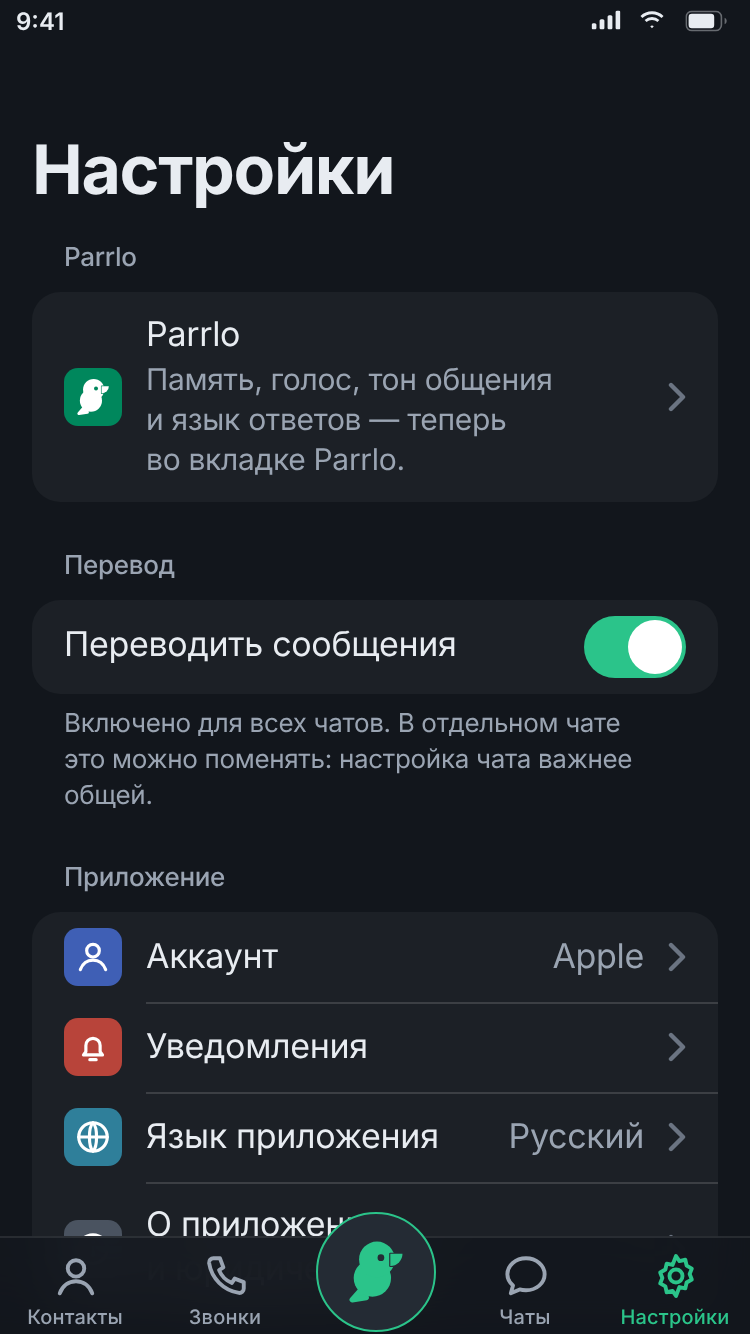 9:41
Настройки
Parrlo
Parrlo
Память, голос, тон общения
и язык ответов — теперь
во вкладке Parrlo.
Перевод
Переводить сообщения
Включено для всех чатов. В отдельном чате
это можно поменять: настройка чата важнее
общей.
Приложение
Аккаунт Apple
Уведомления
Язык приложения Русский
О
Контакты Звонки Чаты Настройки